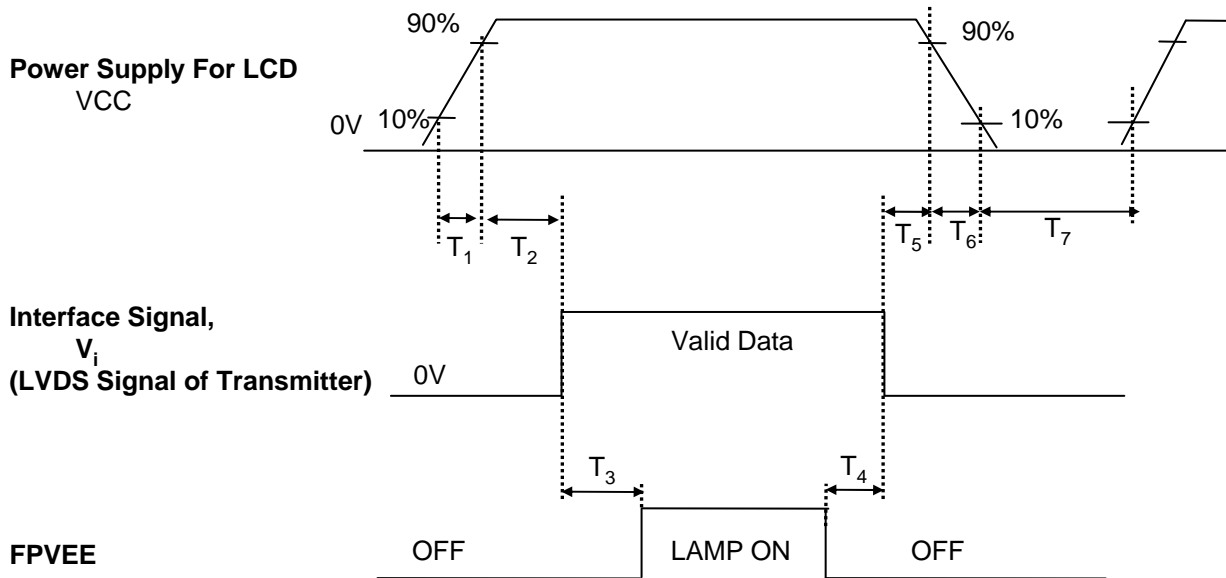 90%
90%
Power Supply For LCD
VCC
0V
10%
10%
T1
T2
T5
T6
T7
Interface Signal,
Vi
(LVDS Signal of Transmitter)
0V
Valid Data
T3
T4
FPVEE
OFF
LAMP ON
OFF